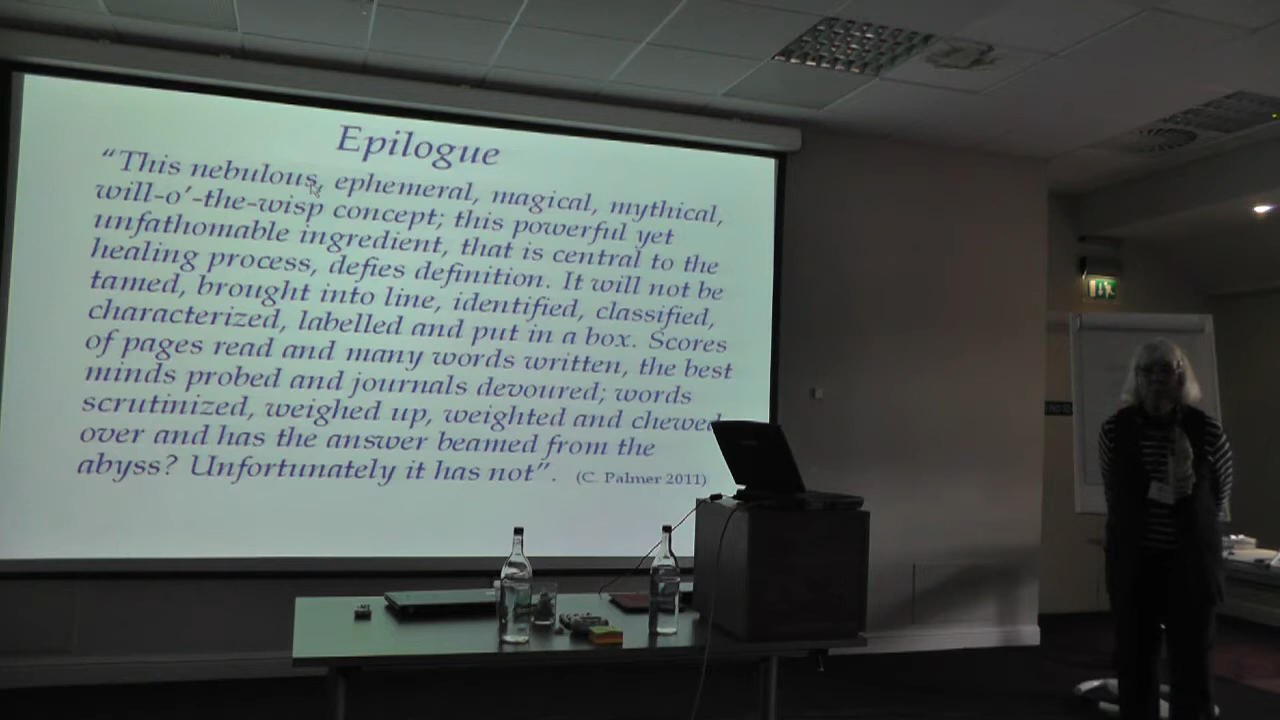 Epilogue
“This nebulous, ephemeral, magical, mythical,
will-o’-the-wisp concept; this powerful yet
unfathomable ingredient, that is central to the
healing process, defies definition. It will not be
tamed, brought into line, identified, classified,
characterized, labelled and put in a box. Scores
of pages read and many words written, the best
minds probed and journals devoured; words
scrutinized, weighed up, weighted and chewed
over and has the answer beamed from the
abyss? Unfortunately it has not”. (C. Palmer 2011)